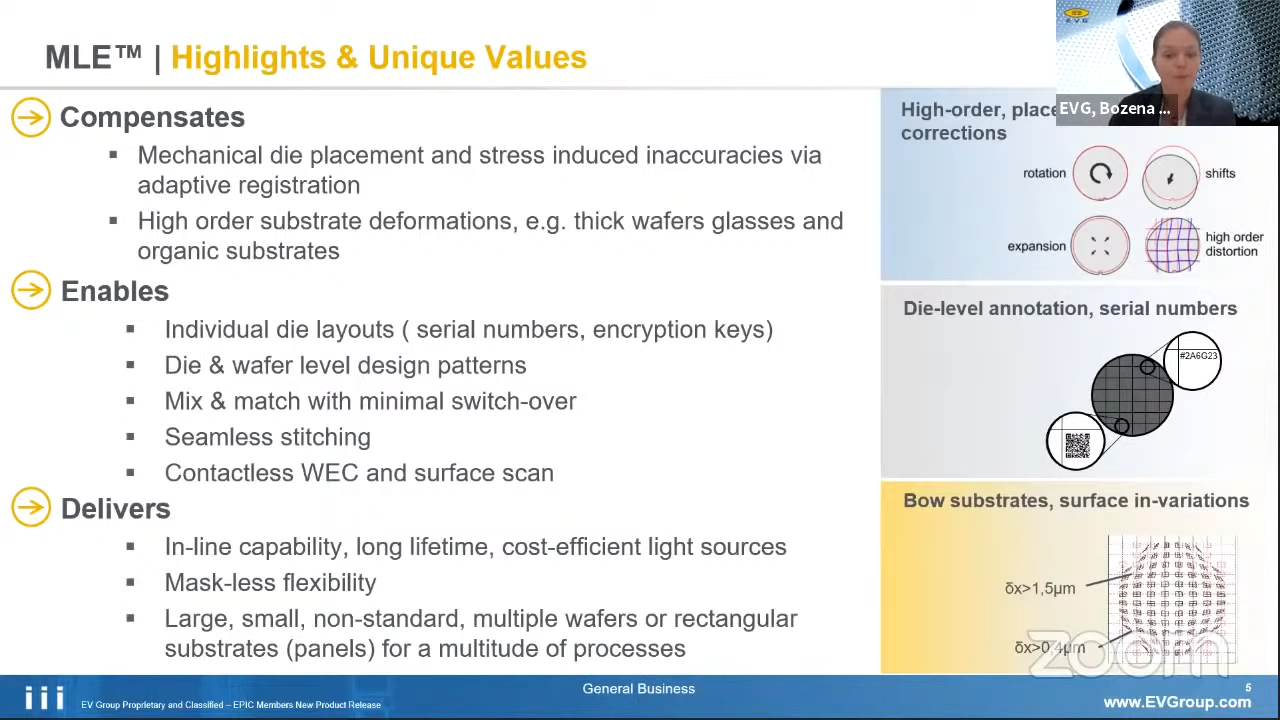 MLE™ | Highlights & Unique Values
Compensates
▪ Mechanical die placement and stress induced inaccuracies via
adaptive registration
▪ High order substrate deformations, e.g. thick wafers glasses and
organic substrates
Enables
▪ Individual die layouts ( serial numbers, encryption keys)
▪ Die & wafer level design patterns
▪ Mix & match with minimal switch-over
▪ Seamless stitching
▪ Contactless WEC and surface scan
Delivers
▪ In-line capability, long lifetime, cost-efficient light sources
▪ Mask-less flexibility
▪ Large, small, non-standard, multiple wafers or rectangular
substrates (panels) for a multitude of processes
EVG
EVG, Bozena ...
High-order, place
corrections
rotation
shifts
expansion
high order
distortion
Die-level annotation, serial numbers
#2A6G23
Bow substrates, surface in-variations
δx>1,5µm
δx>0,4µm
zoom
General Business
5
EV Group Proprietary and Classified – EPIC Members New Product Release
www.EVGroup.com